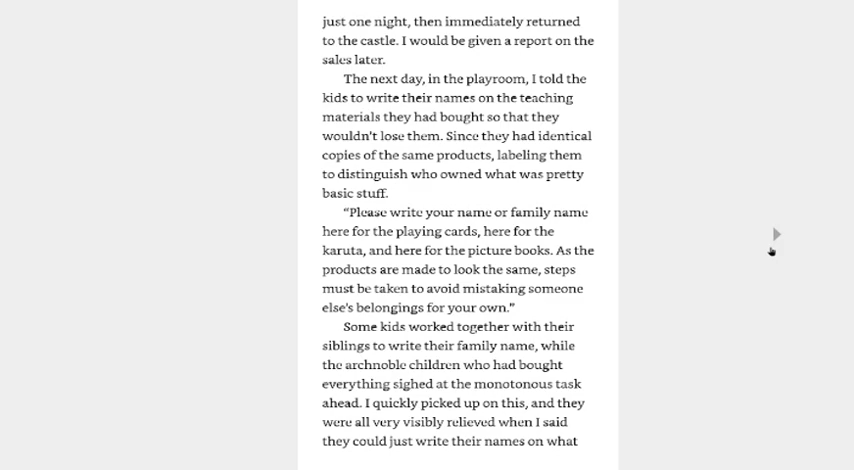 just one night, then immediately returned
to the castle. I would be given a report on the
sales later.
The next day, in the playroom, I told the
kids to write their names on the teaching
materials they had bought so that they
wouldn't lose them. Since they had identical
copies of the same products, labeling them
to distinguish who owned what was pretty
basic stuff.
“Please write your name or family name
here for the playing cards, here for the
karuta, and here for the picture books. As the
products are made to look the same, steps
must be taken to avoid mistaking someone
else's belongings for your own.”
Some kids worked together with their
siblings to write their family name, while
the archnoble children who had bought
everything sighed at the monotonous task
ahead. I quickly picked up on this, and they
were all very visibly relieved when I said
they could just write their names on what